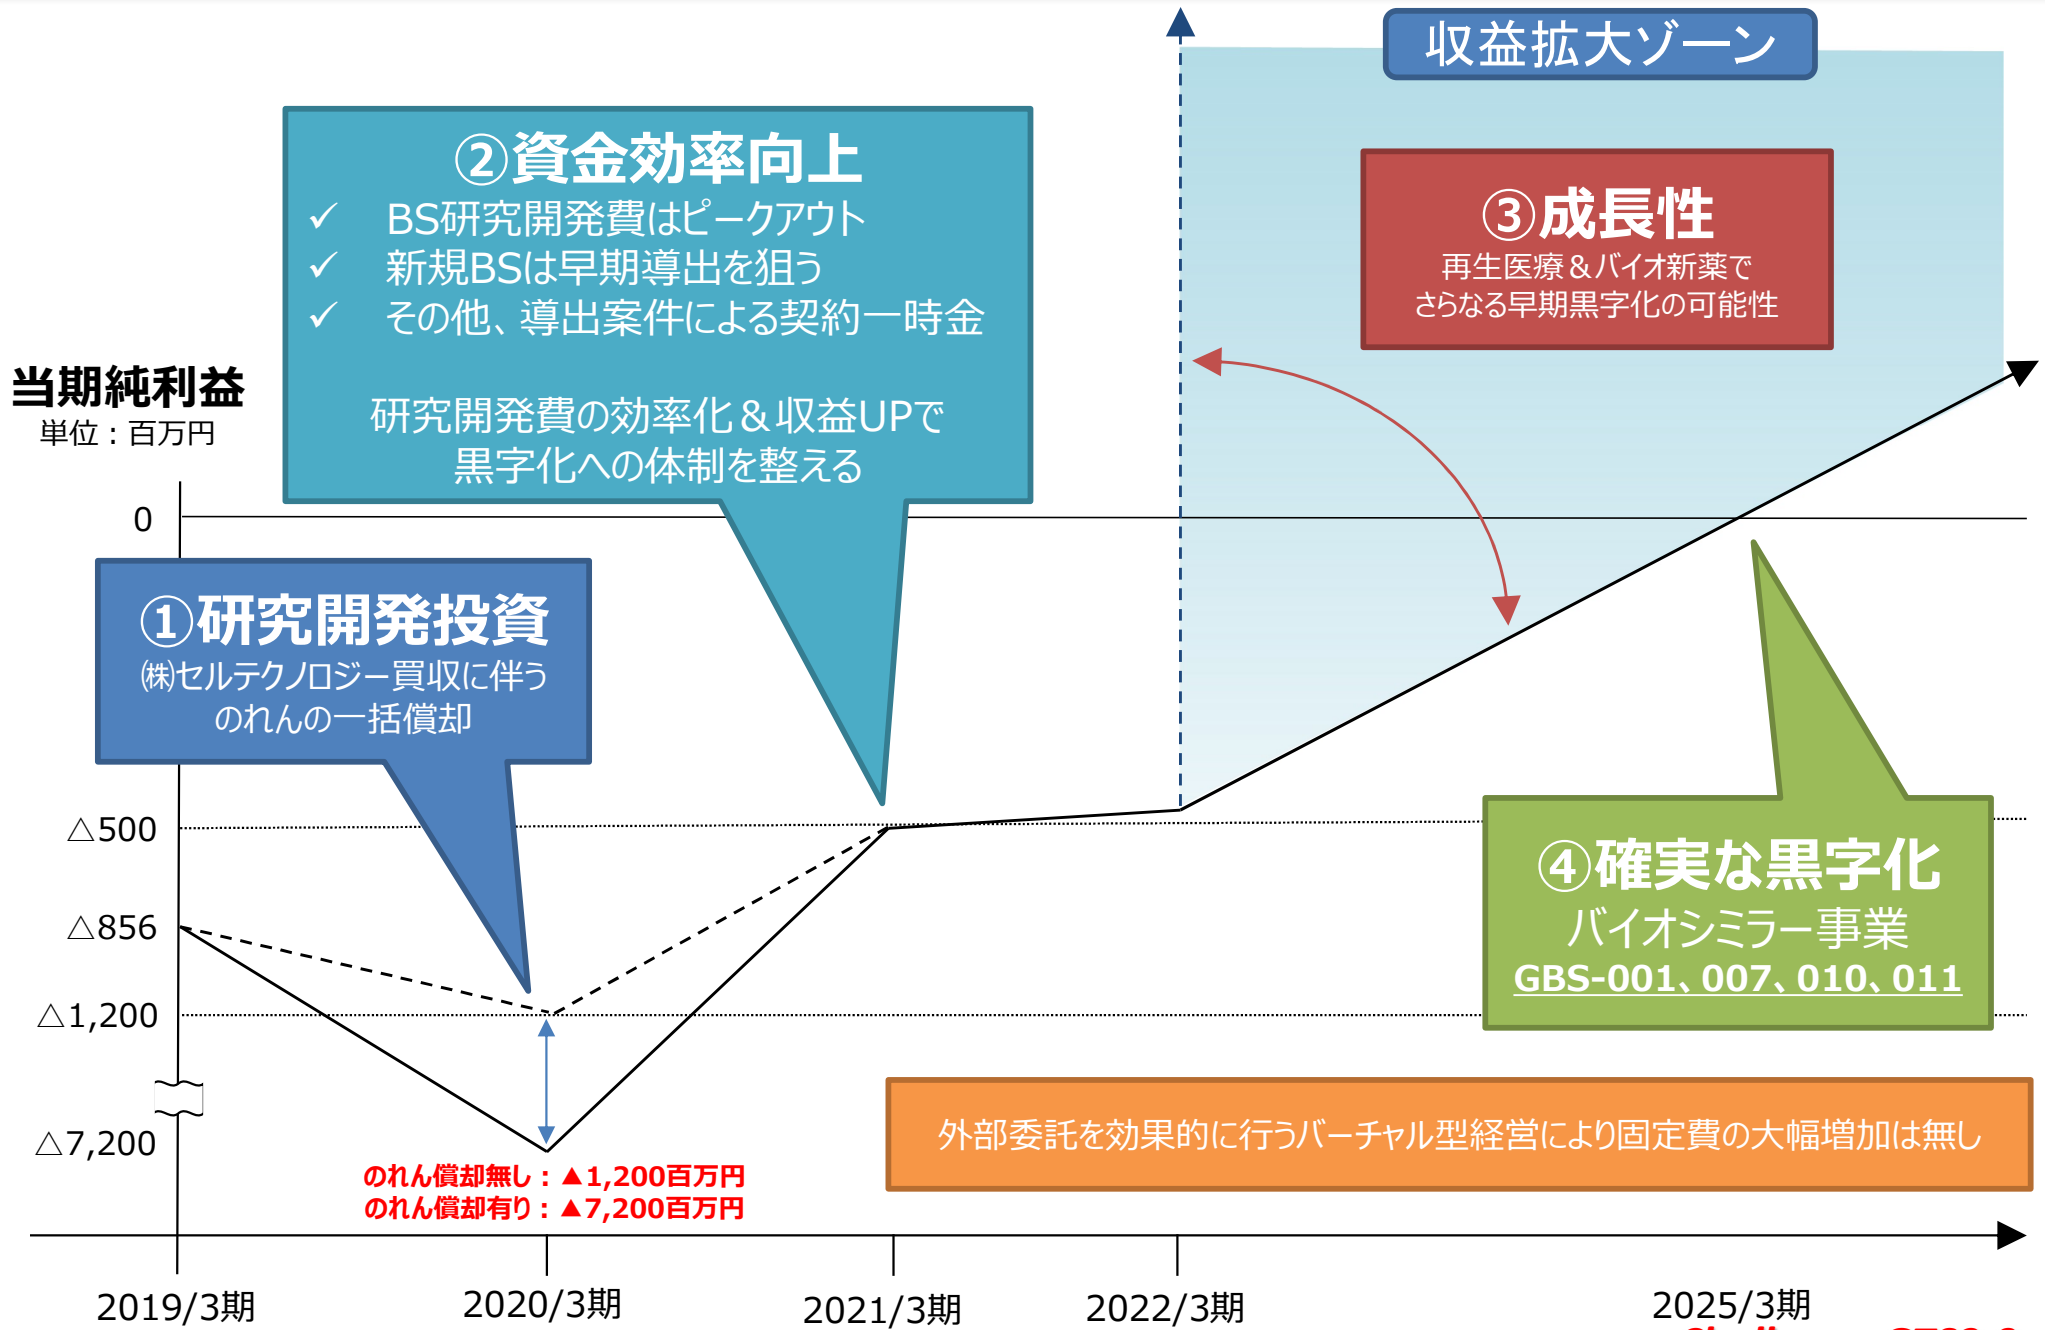 収益拡大ゾーン
②資金効率向上
✓ BS研究開発費はピークアウト
✓ 新規BSは早期導出を狙う
✓ その他、導出案件による契約一時金
研究開発費の効率化＆収益UPで
黒字化への体制を整える
③成長性
再生医療＆バイオ新薬で
さらなる早期黒字化の可能性
当期純利益
単位：百万円
0
①研究開発投資
㈱セルテクノロジー買収に伴う
のれんの一括償却
△500
△856
△1,200
△7,200
④確実な黒字化
バイオシミラー事業
GBS-001、007、010、011
外部委託を効果的に行うバーチャル型経営により固定費の大幅増加は無し
のれん償却無し：▲1,200百万円
のれん償却有り：▲7,200百万円
2019/3期
2020/3期
2021/3期
2022/3期
2025/3期